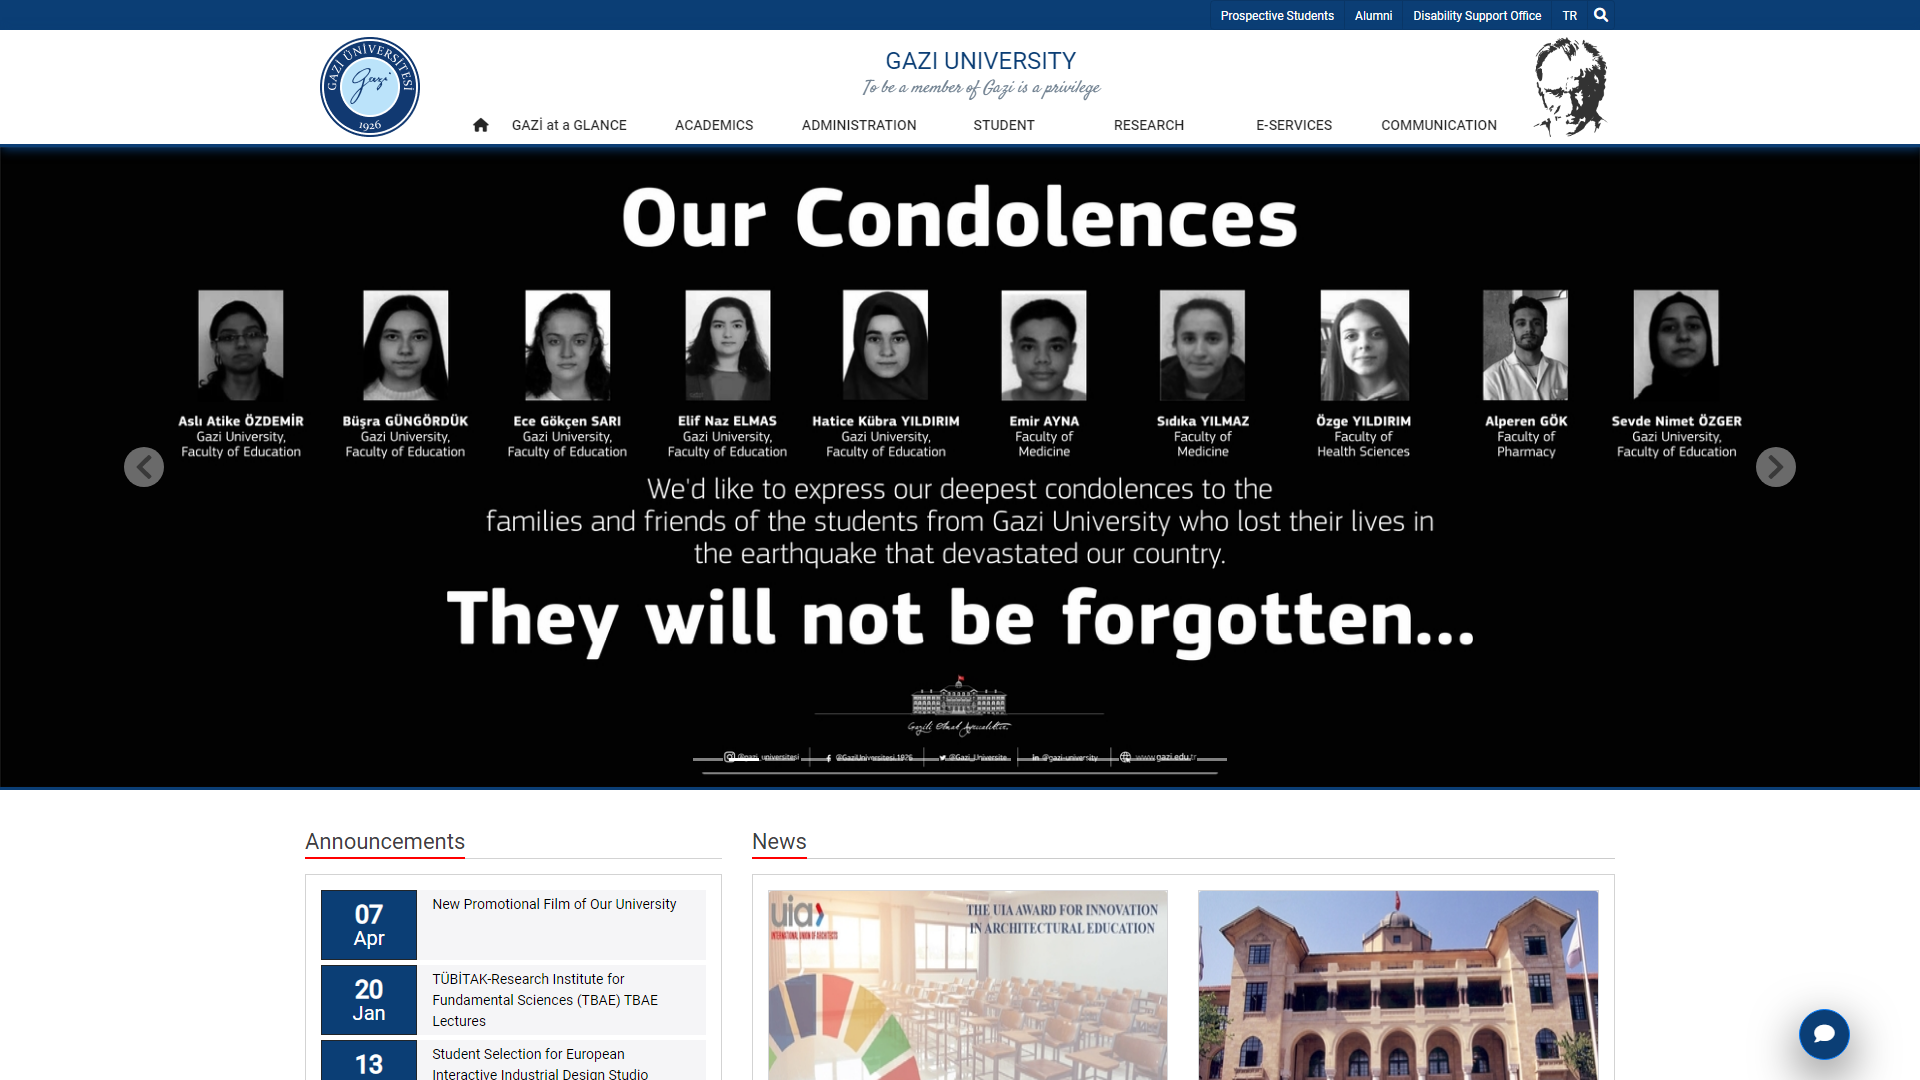 Prospective Students
Alumni
Disability Support Office
TR
GAZİ ÜNİVERSİTESİ
Gazi
1926
GAZI UNIVERSITY
To be a member of Gazi is a privilege
GAZİ at a GLANCE
ACADEMICS
ADMINISTRATION
STUDENT
RESEARCH
E-SERVICES
COMMUNICATION
Our Condolences
Aslı Atike ÖZDEMİR
Gazi University,
Faculty of Education
Büşra GÜNGÖRDÜK
Gazi University,
Faculty of Education
Ece Gökçen SARI
Gazi University,
Faculty of Education
Elif Naz ELMAS
Gazi University,
Faculty of Education
Hatice Kübra YILDIRIM
Gazi University,
Faculty of Education
Emir AYNA
Faculty of
Medicine
Sıdıka YILMAZ
Faculty of
Medicine
Özge YILDIRIM
Faculty of
Health Sciences
Alperen GÖK
Faculty of
Pharmacy
Sevde Nimet ÖZGER
Gazi University,
Faculty of Education
We'd like to express our deepest condolences to the
families and friends of the students from Gazi University who lost their lives in
the earthquake that devastated our country.
They will not be forgotten...
Gazili Olmak Ayrıcalıktır.
@gazi_universitesi
@GaziUniversitesi.1926
@Gazi_Universite
@gazi-university
www.gazi.edu.tr
Announcements
News
07
Apr
New Promotional Film of Our University
20
Jan
TÜBİTAK-Research Institute for
Fundamental Sciences (TBAE) TBAE
Lectures
13
Student Selection for European
Interactive Industrial Design Studio
uia
INTERNATIONAL UNION OF ARCHITECTS
THE UIA AWARD FOR INNOVATION
IN ARCHITECTURAL EDUCATION